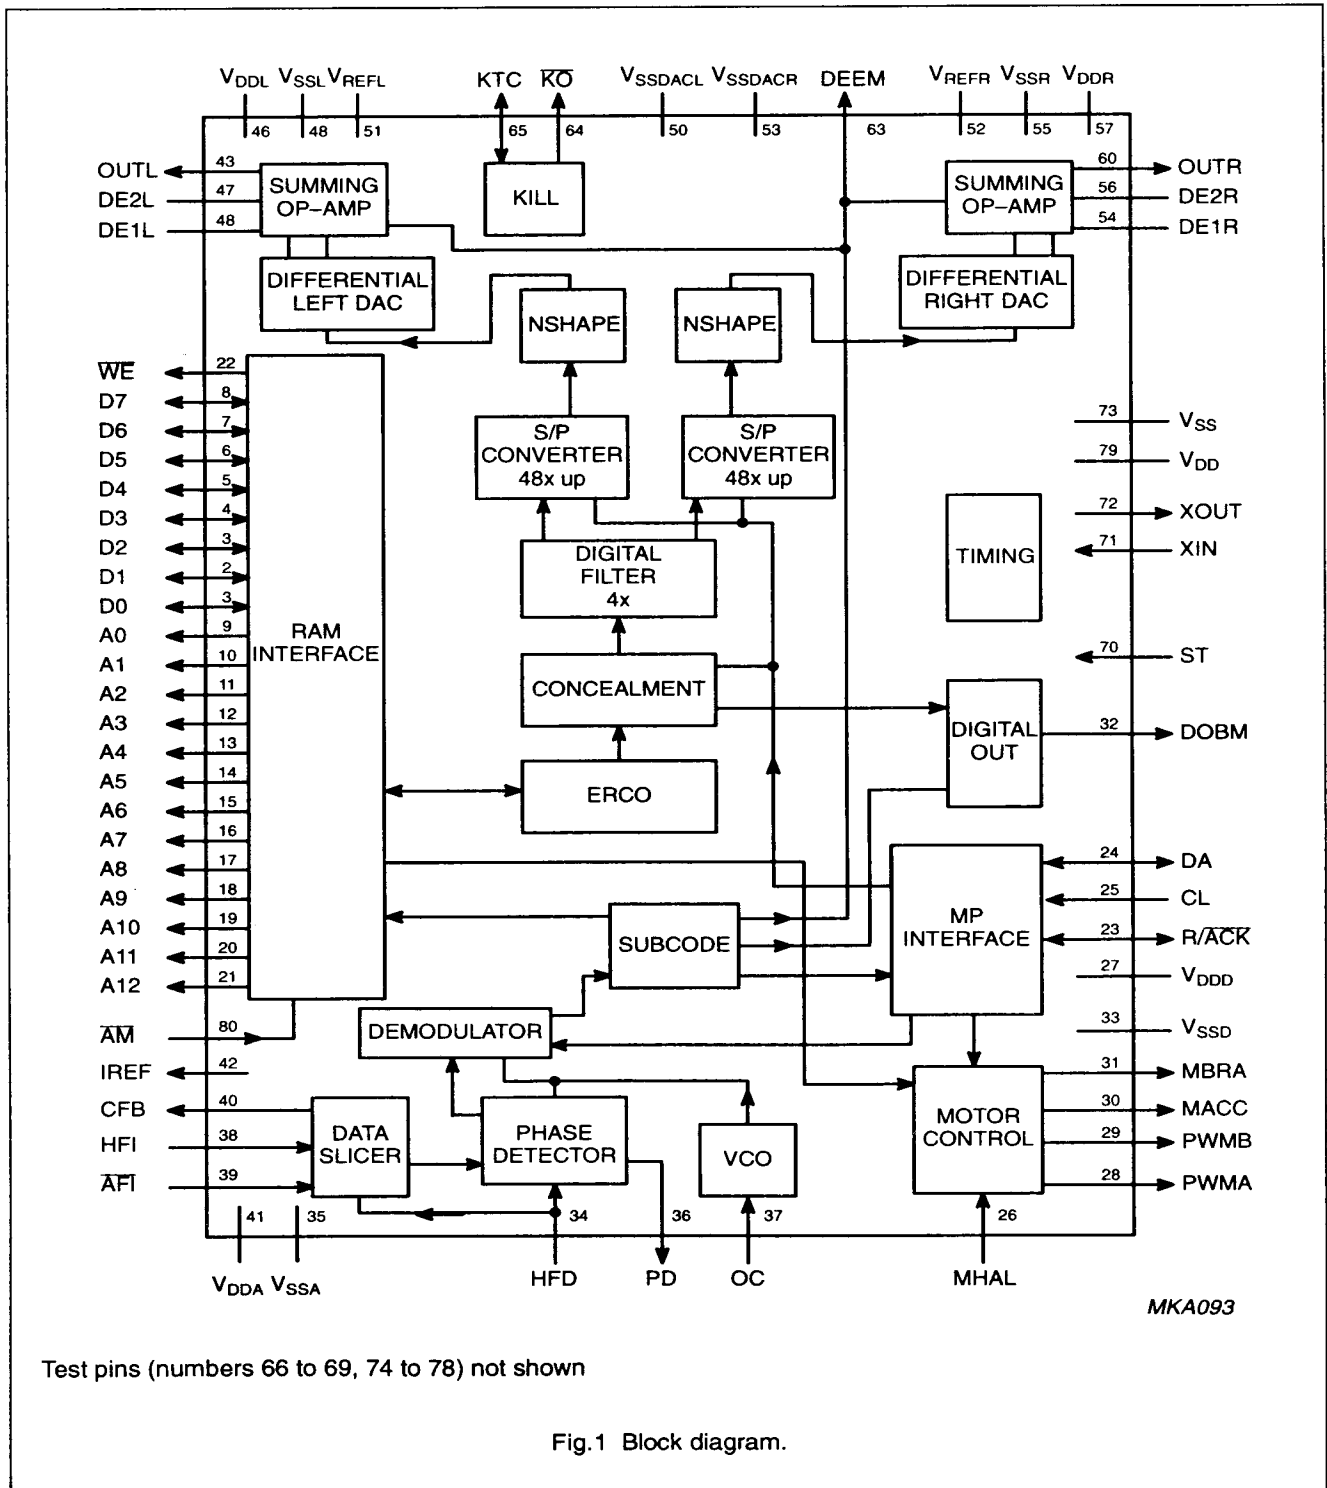 VDDL VSSL VREFL KTC K̅O̅ VSSDACL VSSDACR DEEM VREFR VSSR VDDR
46 48 51 65 64 50 53 63 52 55 57
OUTL 43
DE2L 47
DE1L 48
SUMMING
OP–AMP
KILL
SUMMING
OP–AMP
60 OUTR
56 DE2R
54 DE1R
DIFFERENTIAL
LEFT DAC
NSHAPE
NSHAPE
DIFFERENTIAL
RIGHT DAC
W̅E̅ 22
D7 8
D6 7
D5 6
D4 5
D3 4
D2 3
D1 2
D0 3
A0 9
A1 10
A2 11
A3 12
A4 13
A5 14
A6 15
A7 16
A8 17
A9 18
A10 19
A11 20
A12 21
A̅M̅ 80
IREF 42
CFB 40
HFI 38
A̅F̅I̅ 39
RAM
INTERFACE
S/P
CONVERTER
48x up
S/P
CONVERTER
48x up
DIGITAL
FILTER
4x
CONCEALMENT
ERCO
SUBCODE
DEMODULATOR
DATA
SLICER
PHASE
DETECTOR
VCO
TIMING
DIGITAL
OUT
MP
INTERFACE
MOTOR
CONTROL
73 VSS
79 VDD
72 XOUT
71 XIN
70 ST
32 DOBM
24 DA
25 CL
23 R/A̅C̅K̅
27 VDDD
33 VSSD
31 MBRA
30 MACC
29 PWMB
28 PWMA
41 35 34 36 37 26
VDDA VSSA HFD PD OC MHAL
MKA093
Test pins (numbers 66 to 69, 74 to 78) not shown
Fig.1 Block diagram.